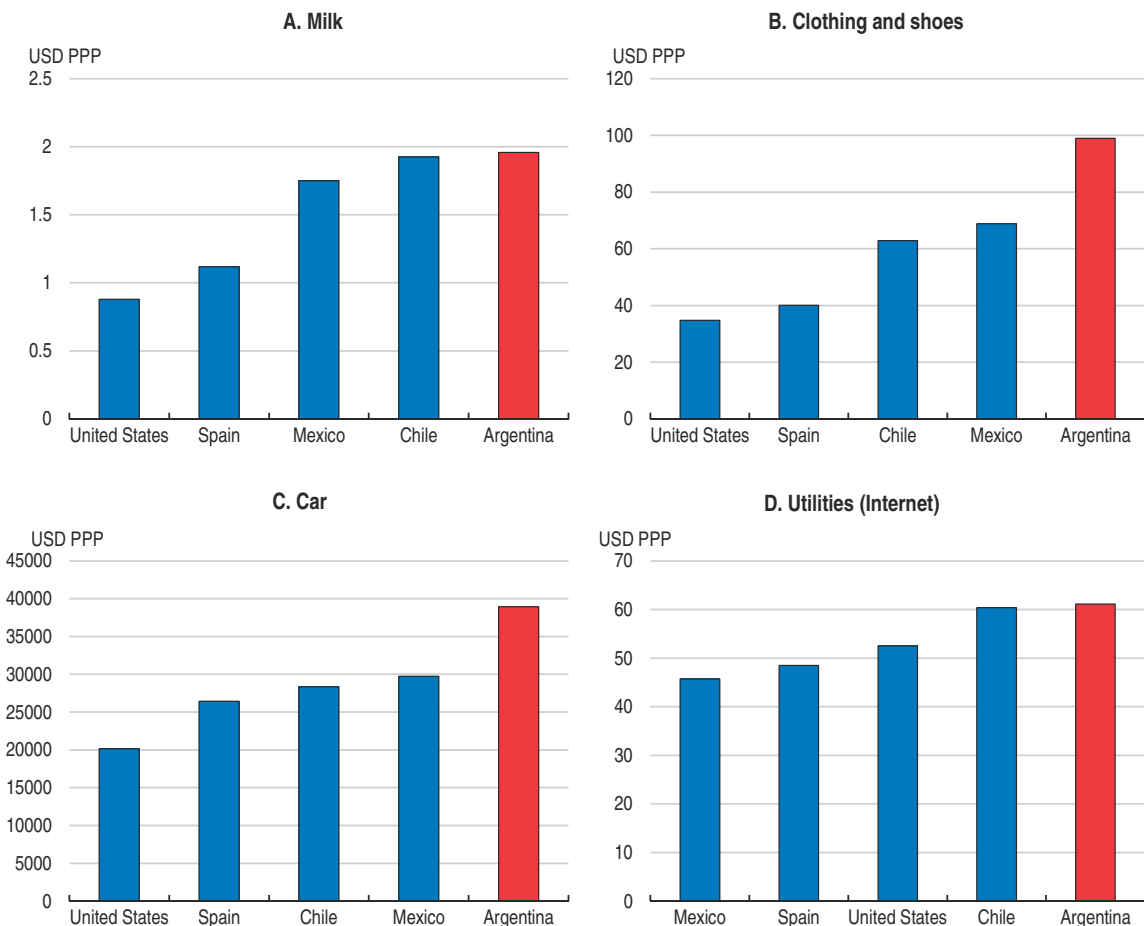 A. Milk
USD PPP
2.5
2
1.5
1
0.5
0
United States Spain Mexico Chile Argentina
B. Clothing and shoes
USD PPP
120
100
80
60
40
20
0
United States Spain Chile Mexico Argentina
C. Car
USD PPP
45000
40000
35000
30000
25000
20000
15000
10000
5000
0
United States Spain Chile Mexico Argentina
D. Utilities (Internet)
USD PPP
70
60
50
40
30
20
10
0
Mexico Spain United States Chile Argentina